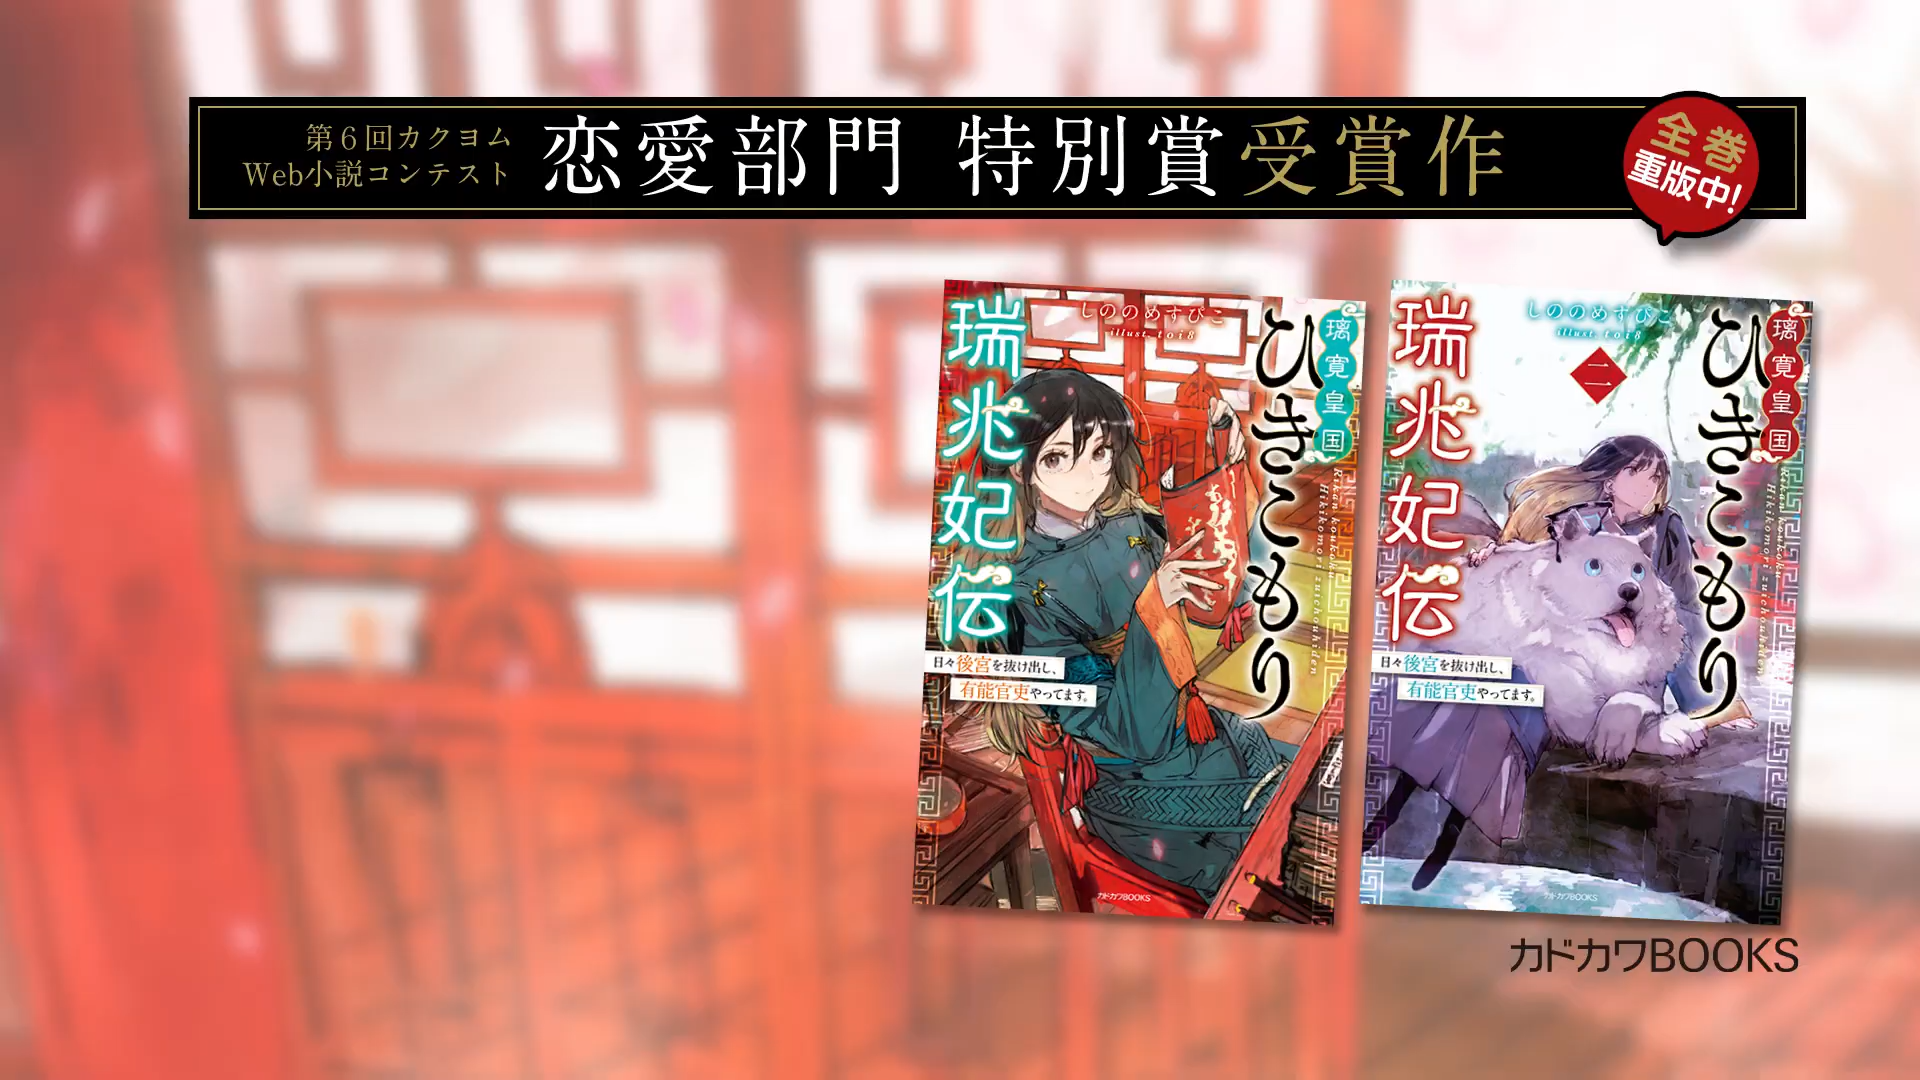 第6回カクヨム
Web小説コンテスト
恋愛部門 特別賞受賞作
全巻
重版中!
璃寛皇国
ひきこもり
瑞兆妃伝
しののめすぴこ
illust. toi8
Rikan koukoku
Hikikomori zuichouhiden
日々後宮を抜け出し、
有能官吏やってます。
カドカワBOOKS
璃寛皇国
ひきこもり
瑞兆妃伝
二
しののめすぴこ
illust. toi8
Rikan koukoku
Hikikomori zuichouhiden
日々後宮を抜け出し、
有能官吏やってます。
カドカワBOOKS
カドカワBOOKS